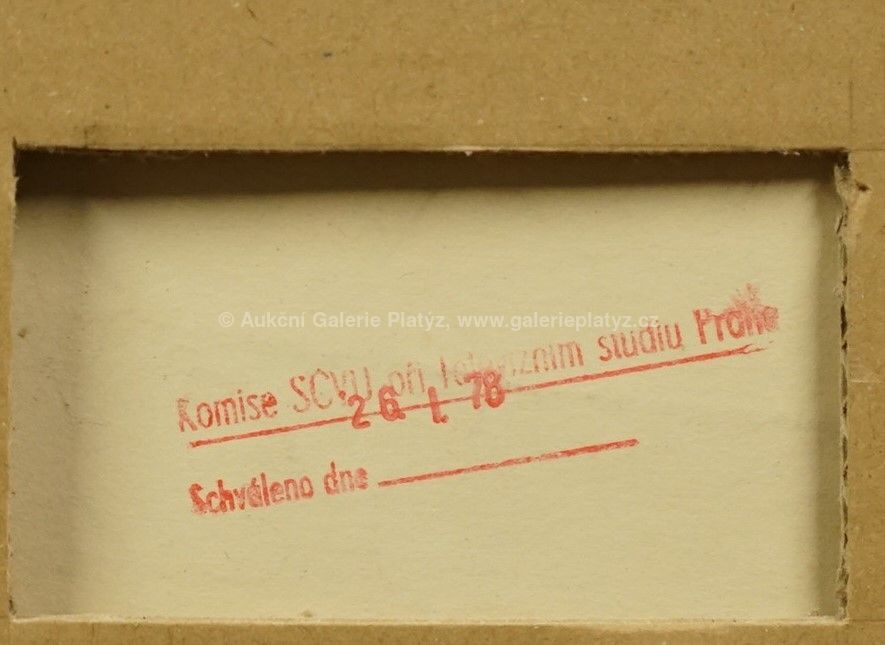 © Aukční Galerie Platýz, www.galerieplatyz.cz
Komise SČVU při Televizním studiu Praha
26. I. 78
Schváleno dne